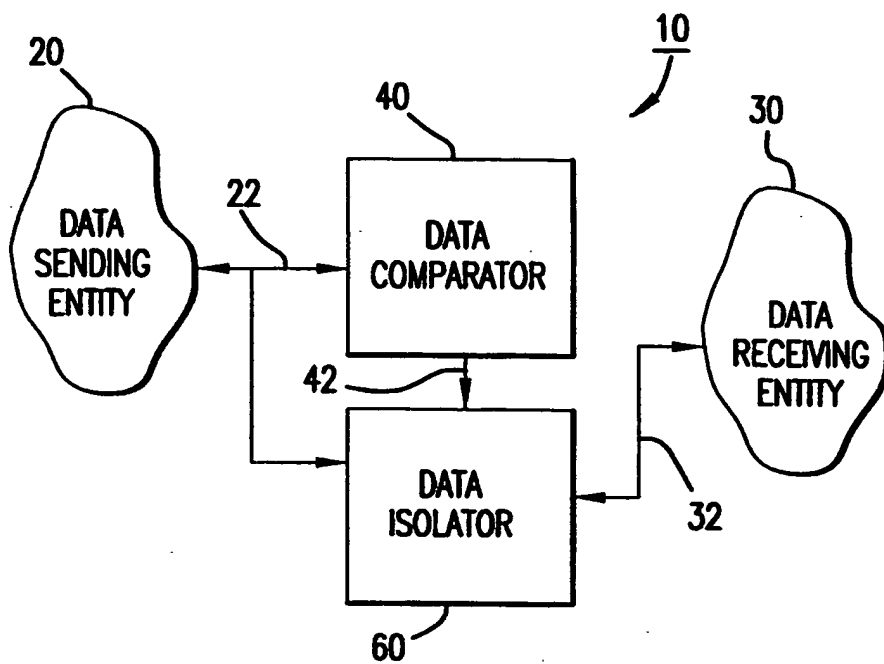 10
20
40
30
22
DATA
SENDING
ENTITY
DATA
COMPARATOR
DATA
RECEIVING
ENTITY
42
DATA
ISOLATOR
32
60